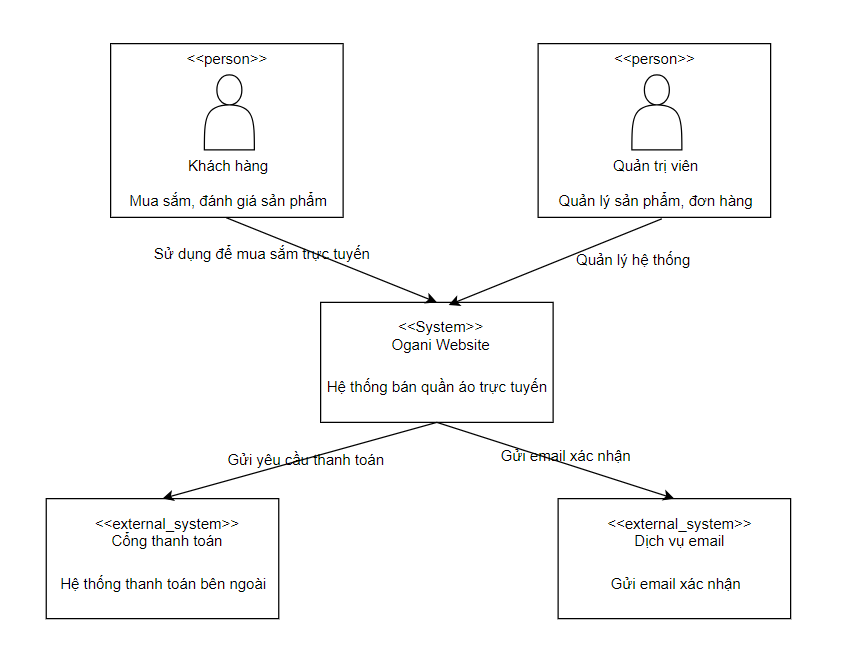 <<person>>
Khách hàng
Mua sắm, đánh giá sản phẩm
<<person>>
Quản trị viên
Quản lý sản phẩm, đơn hàng
Sử dụng để mua sắm trực tuyến
Quản lý hệ thống
<<System>>
Ogani Website
Hệ thống bán quần áo trực tuyến
Gửi yêu cầu thanh toán
Gửi email xác nhận
<<external_system>>
Cổng thanh toán
Hệ thống thanh toán bên ngoài
<<external_system>>
Dịch vụ email
Gửi email xác nhận